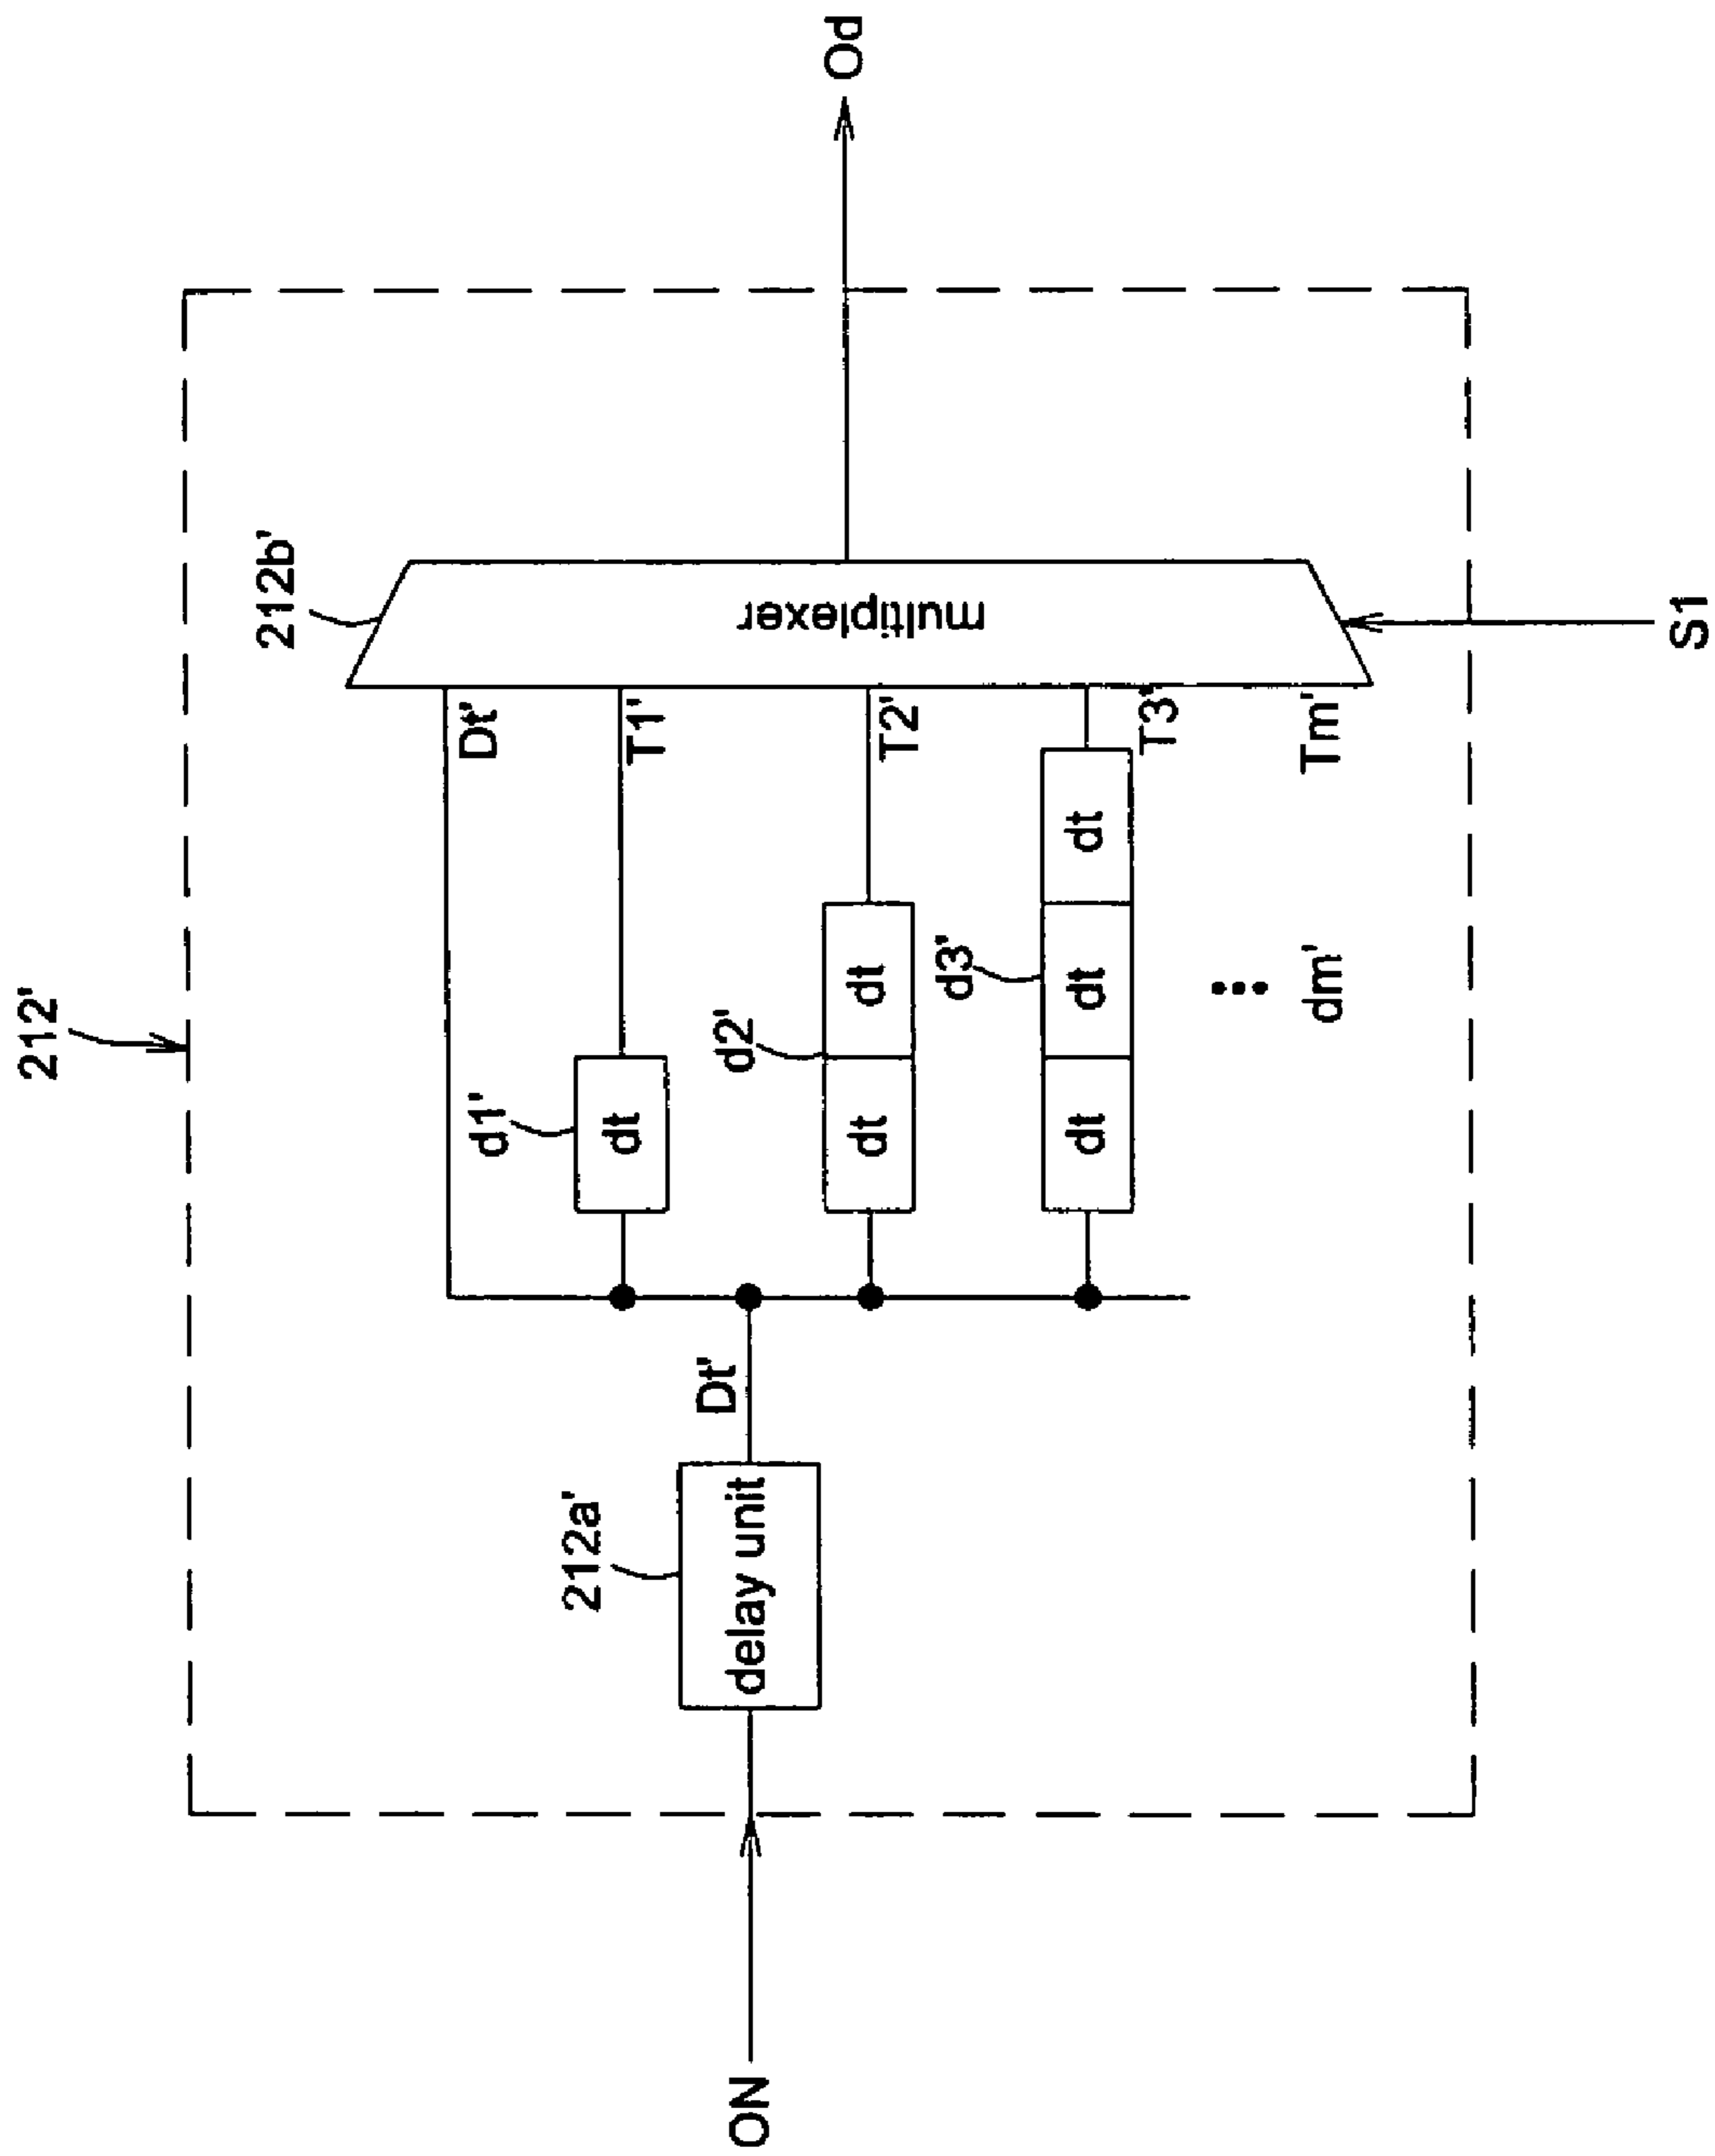 212'
212b'
Dt'
d1'
dt
T1'
212a'
delay unit
Dt'
d2'
dt
dt
T2'
multiplexer
Od
ON
d3'
dt
dt
dt
T3'
dm'
Tm'
S1